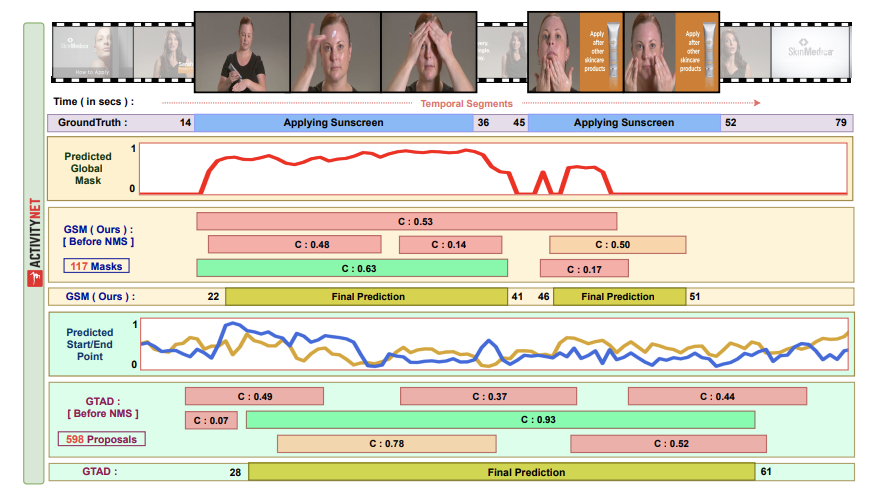 SkinMedica
How to Apply
Apply
after
other
skincare
products
Apply
after
other
skincare
products
SkinMedica
Time ( in secs ) :
Temporal Segments
GroundTruth :
14
Applying Sunscreen
36
45
Applying Sunscreen
52
79
Predicted
Global
Mask
1
0
GSM ( Ours ) :
[ Before NMS ]
117 Masks
C : 0.53
C : 0.48
C : 0.14
C : 0.50
C : 0.63
C : 0.17
GSM ( Ours ) :
22
Final Prediction
41
46
Final Prediction
51
Predicted
Start/End
Point
1
0
GTAD :
[ Before NMS ]
598 Proposals
C : 0.49
C : 0.37
C : 0.44
C : 0.07
C : 0.93
C : 0.78
C : 0.52
GTAD :
28
Final Prediction
61
ACTIVITYNET